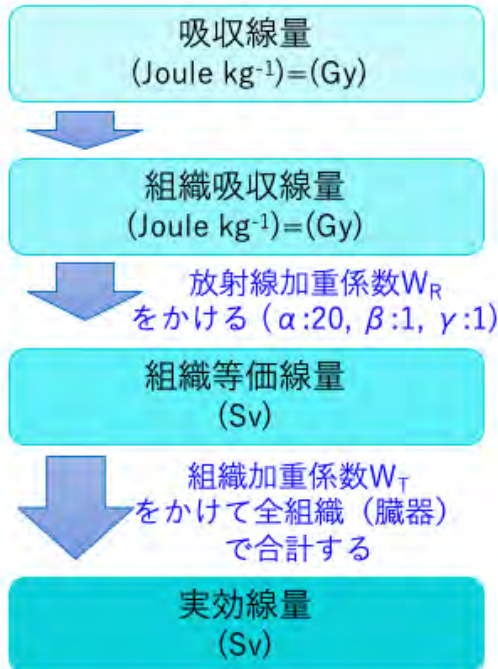 吸収線量
(Joule kg⁻¹)=(Gy)
組織吸収線量
(Joule kg⁻¹)=(Gy)
放射線加重係数W_R
をかける (α:20, β:1, γ:1)
組織等価線量
(Sv)
組織加重係数W_T
をかけて全組織（臓器）
で合計する
実効線量
(Sv)